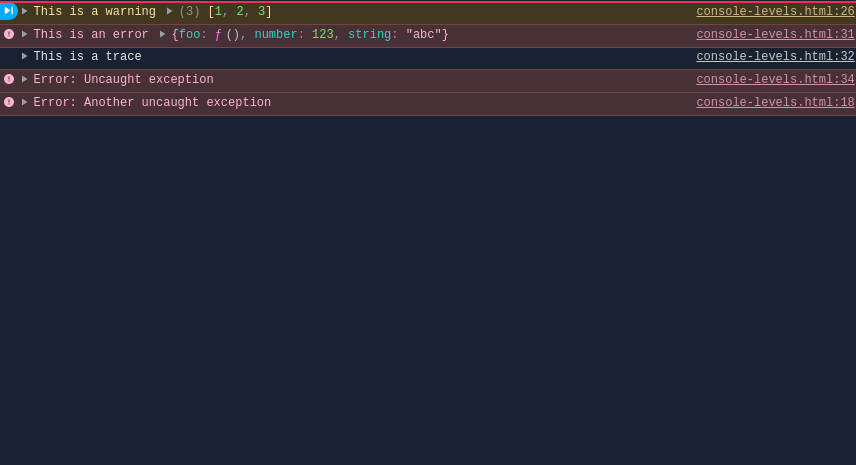 This is a warning (3) [1, 2, 3] console-levels.html:26
This is an error {foo: ƒ (), number: 123, string: "abc"} console-levels.html:31
This is a trace console-levels.html:32
Error: Uncaught exception console-levels.html:34
Error: Another uncaught exception console-levels.html:18